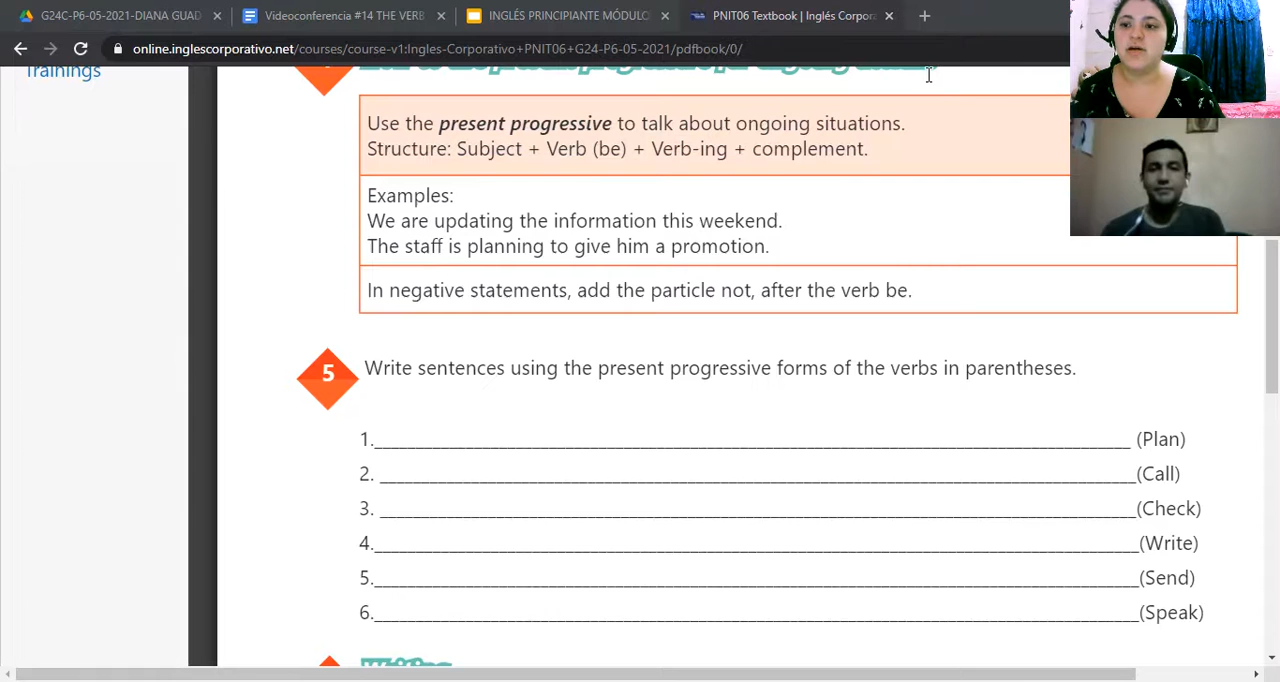 G24C-P6-05-2021-DIANA GUAD
Videoconferencia #14 THE VERB
INGLÉS PRINCIPIANTE MÓDULO
PNIT06 Textbook | Inglés Corpora
online.inglescorporativo.net/courses/course-v1:Ingles-Corporativo+PNIT06+G24-P6-05-2021/pdfbook/0/
Trainings
Use the present progressive to talk about ongoing situations.
Structure: Subject + Verb (be) + Verb-ing + complement.
Examples:
We are updating the information this weekend.
The staff is planning to give him a promotion.
In negative statements, add the particle not, after the verb be.
5 Write sentences using the present progressive forms of the verbs in parentheses.
1. (Plan)
2. (Call)
3. (Check)
4. (Write)
5. (Send)
6. (Speak)
Writing